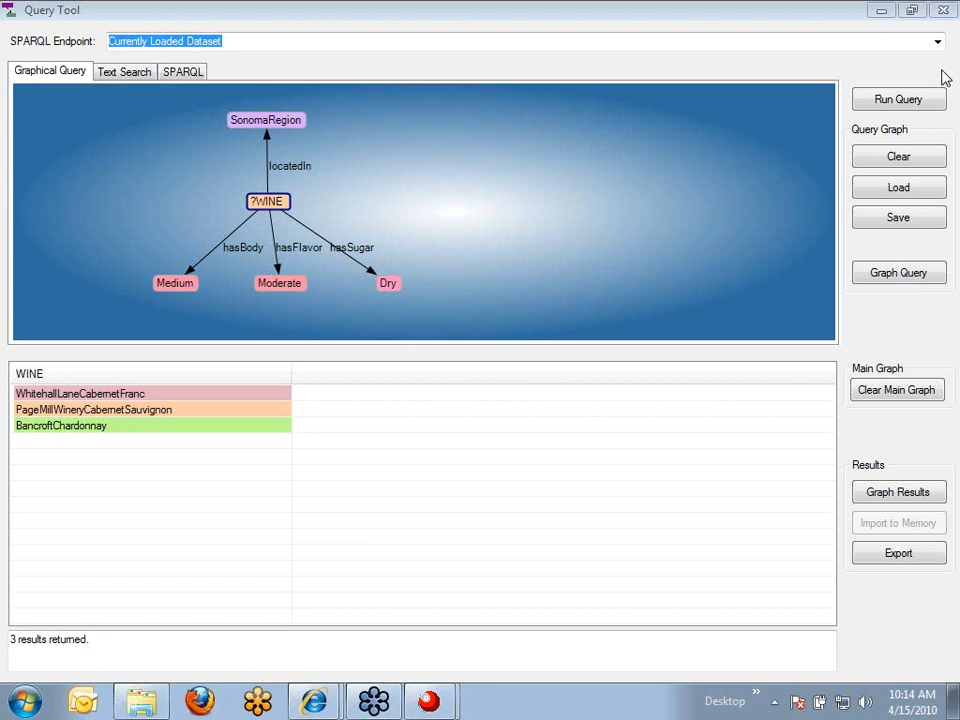 Query Tool
SPARQL Endpoint: Currently Loaded Dataset
Graphical Query Text Search SPARQL
Run Query
Query Graph
Clear
Load
Save
Graph Query
SonomaRegion
locatedIn
?WINE
hasBody hasFlavor hasSugar
Medium Moderate Dry
WINE
WhitehallLaneCabernetFranc
PageMillWineryCabernetSauvignon
BancroftChardonnay
Main Graph
Clear Main Graph
Results
Graph Results
Import to Memory
Export
3 results returned.
Desktop
10:14 AM
4/15/2010